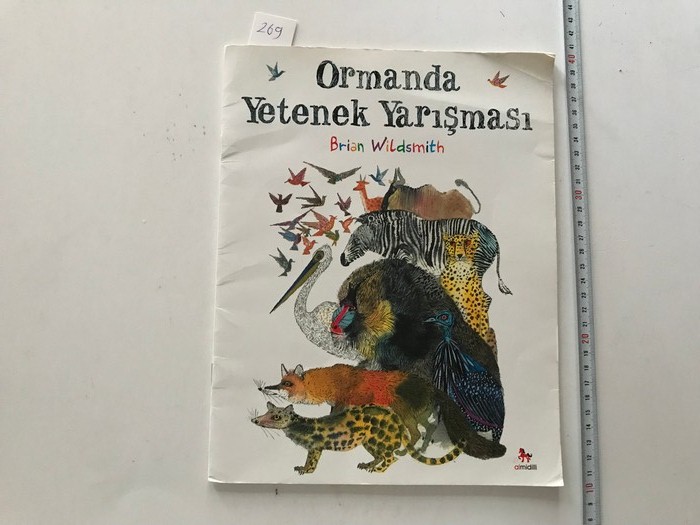 269
Ormanda
Yetenek Yarışması
Brian Wildsmith
almidilli